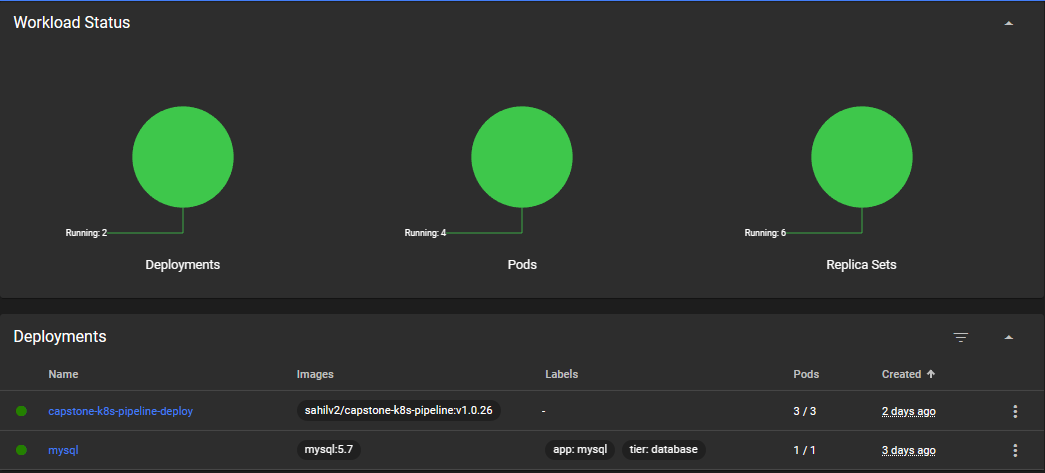 Workload Status
Running: 2
Running: 4
Running: 6
Deployments
Pods
Replica Sets
Deployments
Name Images Labels Pods Created
capstone-k8s-pipeline-deploy sahilv2/capstone-k8s-pipeline:v1.0.26 - 3 / 3 2 days ago
mysql mysql:5.7 app: mysql tier: database 1 / 1 3 days ago